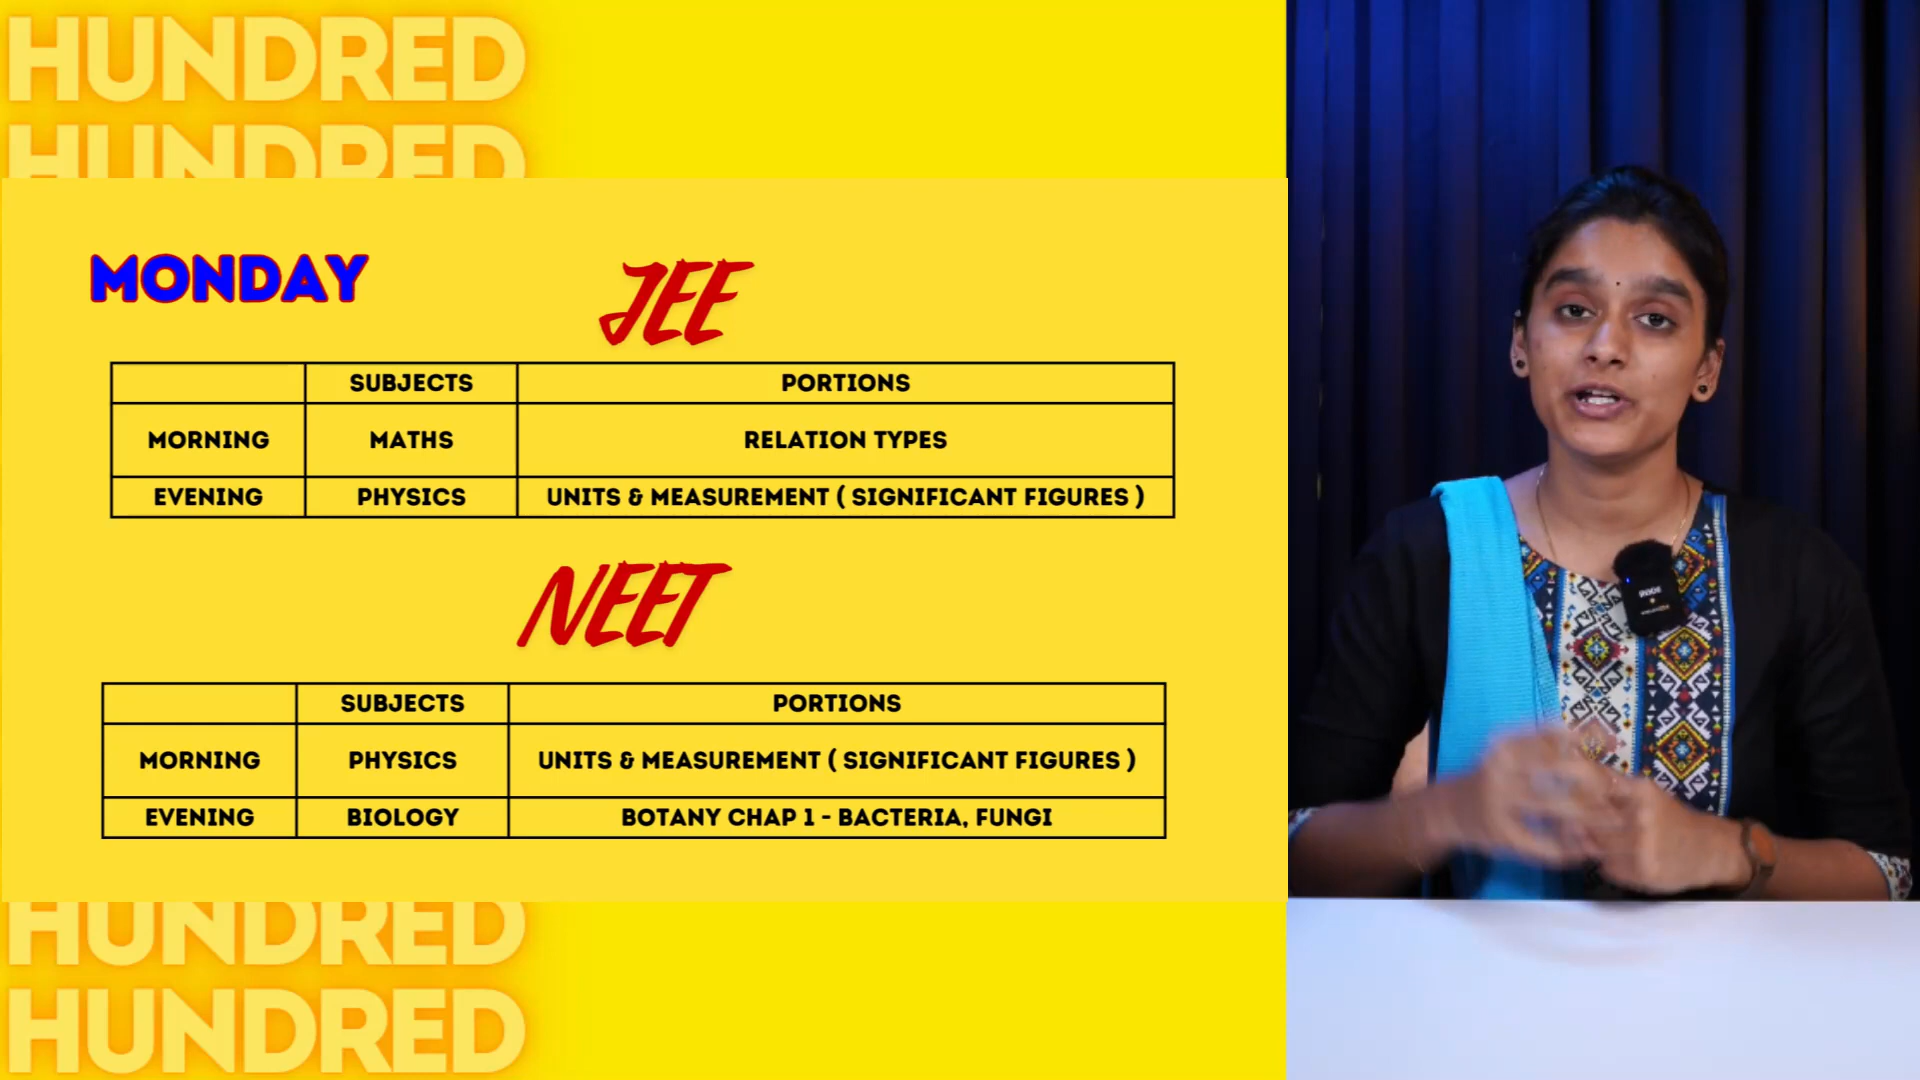 HUNDRED
HUNDRED
MONDAY
JEE
SUBJECTS PORTIONS
MORNING MATHS RELATION TYPES
EVENING PHYSICS UNITS & MEASUREMENT ( SIGNIFICANT FIGURES )
NEET
SUBJECTS PORTIONS
MORNING PHYSICS UNITS & MEASUREMENT ( SIGNIFICANT FIGURES )
EVENING BIOLOGY BOTANY CHAP 1 - BACTERIA, FUNGI
HUNDRED
HUNDRED